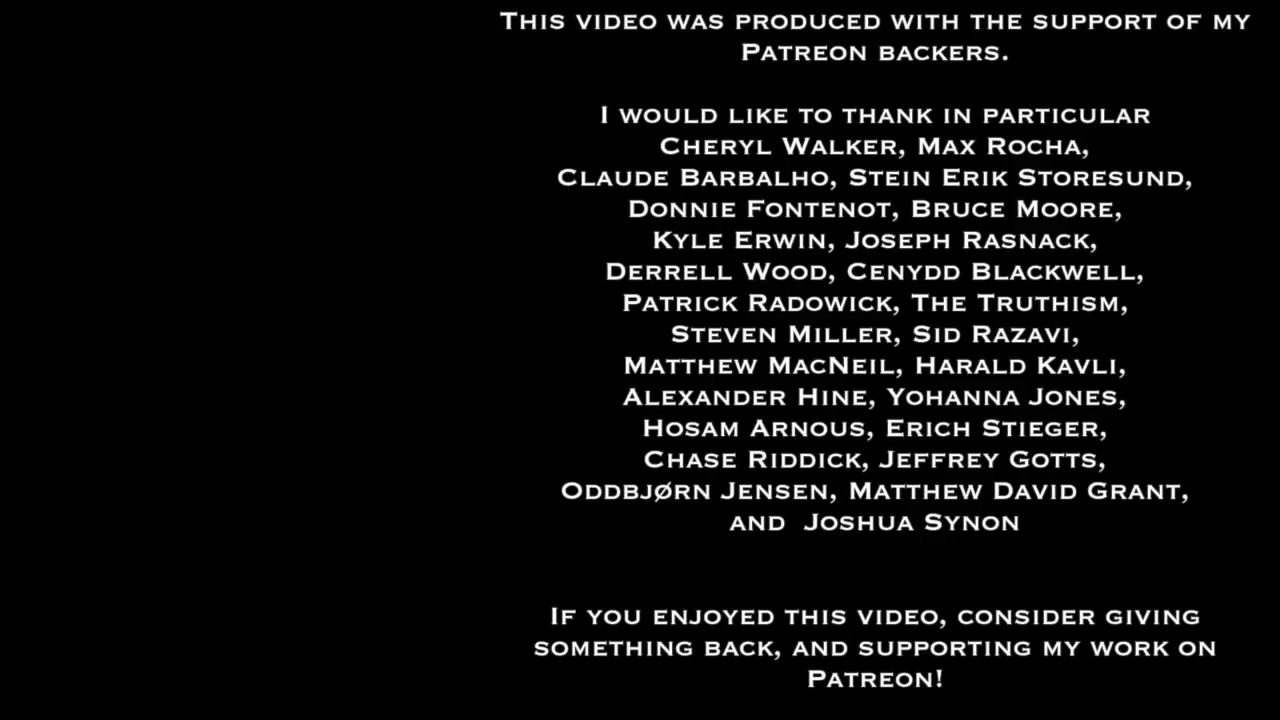 This video was produced with the support of my
Patreon backers.
I would like to thank in particular
Cheryl Walker, Max Rocha,
Claude Barbalho, Stein Erik Storesund,
Donnie Fontenot, Bruce Moore,
Kyle Erwin, Joseph Rasnack,
Derrell Wood, Cenydd Blackwell,
Patrick Radowick, The Truthism,
Steven Miller, Sid Razavi,
Matthew MacNeil, Harald Kavli,
Alexander Hine, Yohanna Jones,
Hosam Arnous, Erich Stieger,
Chase Riddick, Jeffrey Gotts,
Oddbjørn Jensen, Matthew David Grant,
and Joshua Synon
If you enjoyed this video, consider giving
something back, and supporting my work on
Patreon!